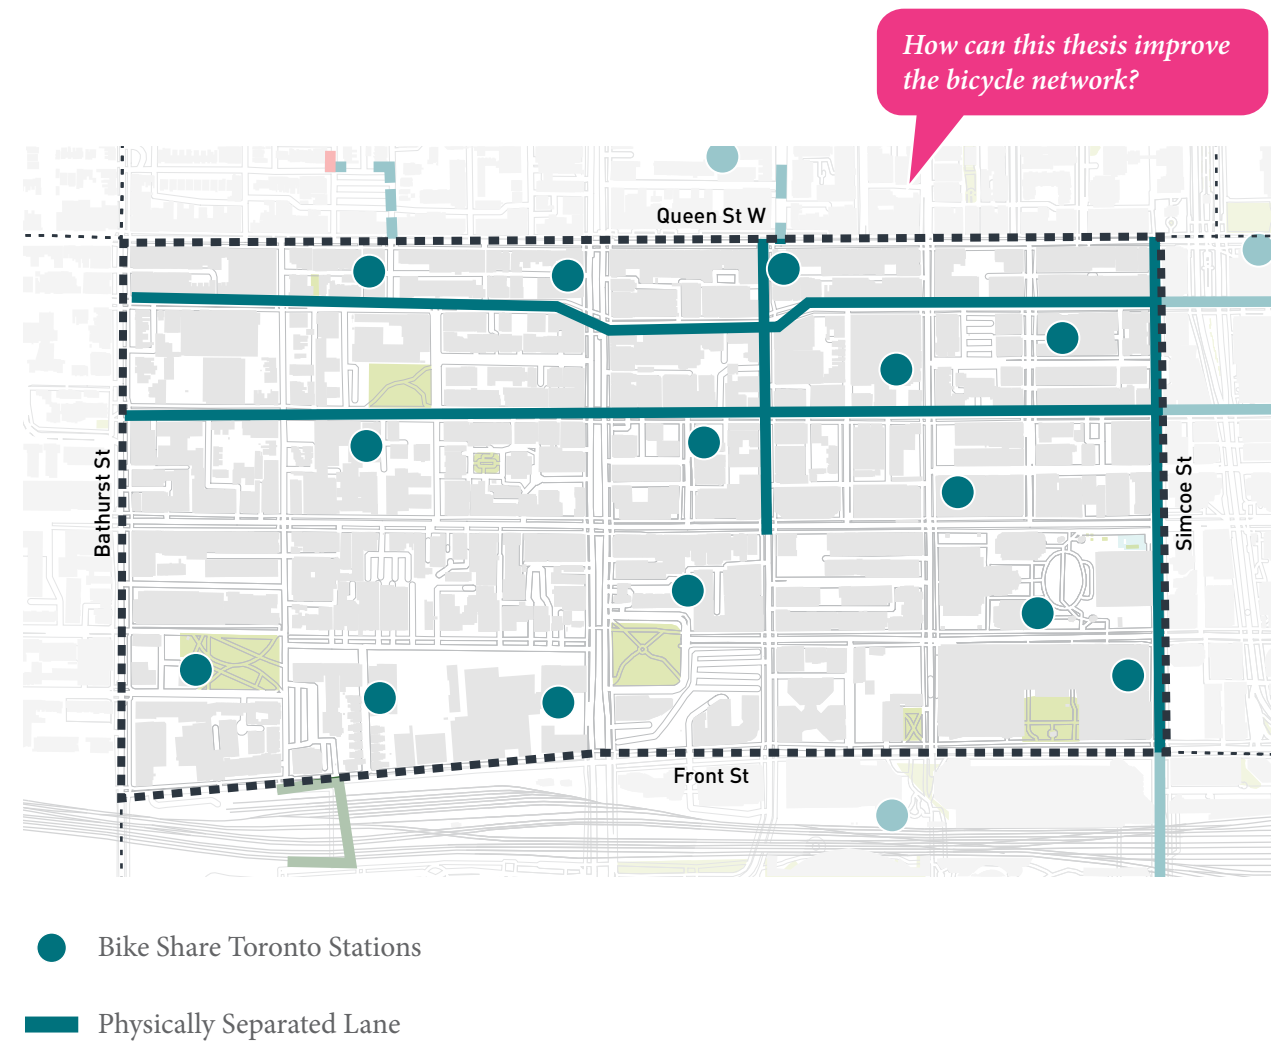 How can this thesis improve
the bicycle network?
Queen St W
Bathurst St
Simcoe St
Front St
Bike Share Toronto Stations
Physically Separated Lane